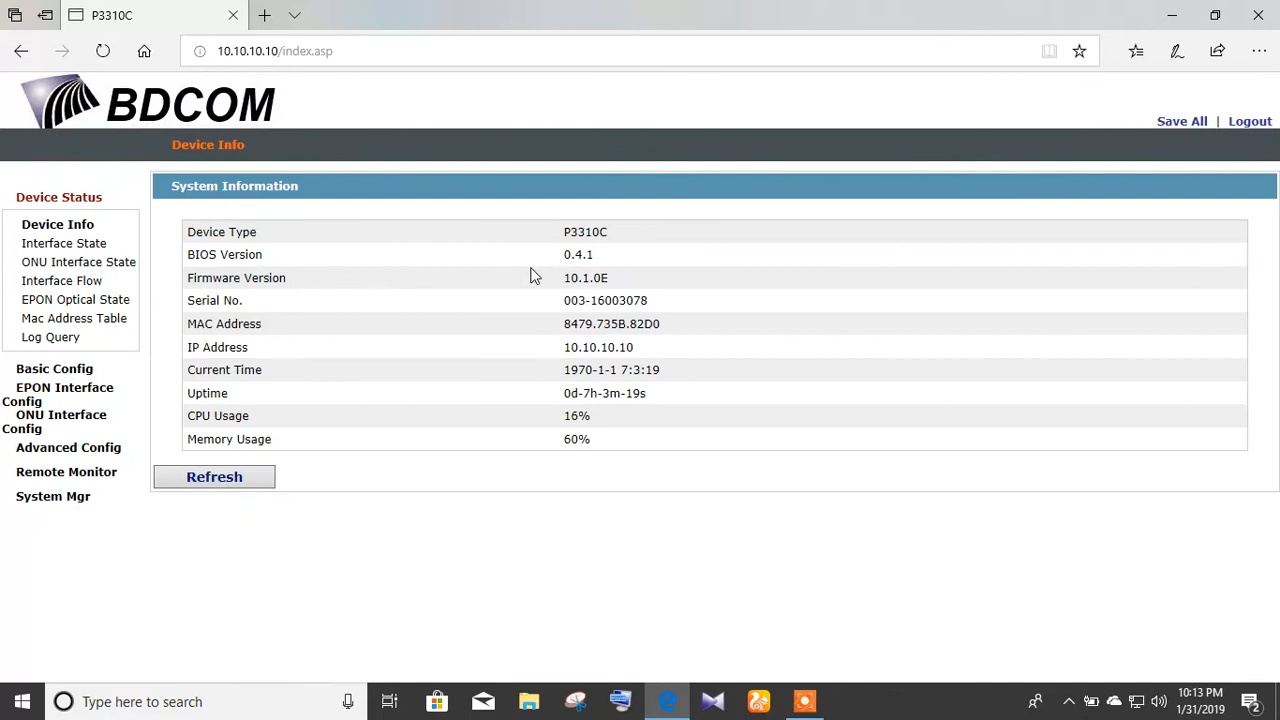 P3310C
10.10.10.10/index.asp
BDCOM
Save All | Logout
Device Info
Device Status
Device Info
Interface State
ONU Interface State
Interface Flow
EPON Optical State
Mac Address Table
Log Query
Basic Config
EPON Interface
Config
ONU Interface
Config
Advanced Config
Remote Monitor
System Mgr
System Information
Device Type P3310C
BIOS Version 0.4.1
Firmware Version 10.1.0E
Serial No. 003-16003078
MAC Address 8479.735B.82D0
IP Address 10.10.10.10
Current Time 1970-1-1 7:3:19
Uptime 0d-7h-3m-19s
CPU Usage 16%
Memory Usage 60%
Refresh
Type here to search
10:13 PM
1/31/2019
2